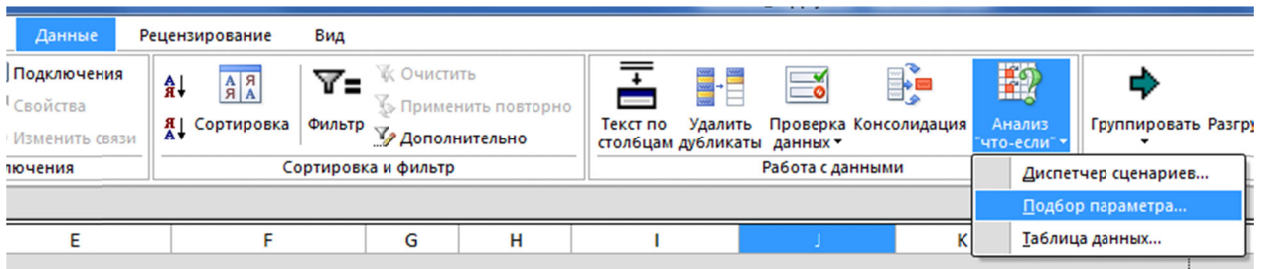 Данные Рецензирование Вид
Подключения
Свойства
Изменить связи
лючения
А Я
Я А
Сортировка
Фильтр
Очистить
Применить повторно
Дополнительно
Сортировка и фильтр
Текст по столбцам
Удалить дубликаты
Проверка данных
Консолидация
Анализ "что-если"
Работа с данными
Группировать
Разгру
Диспетчер сценариев...
Подбор параметра...
Таблица данных...
E F G H I J K